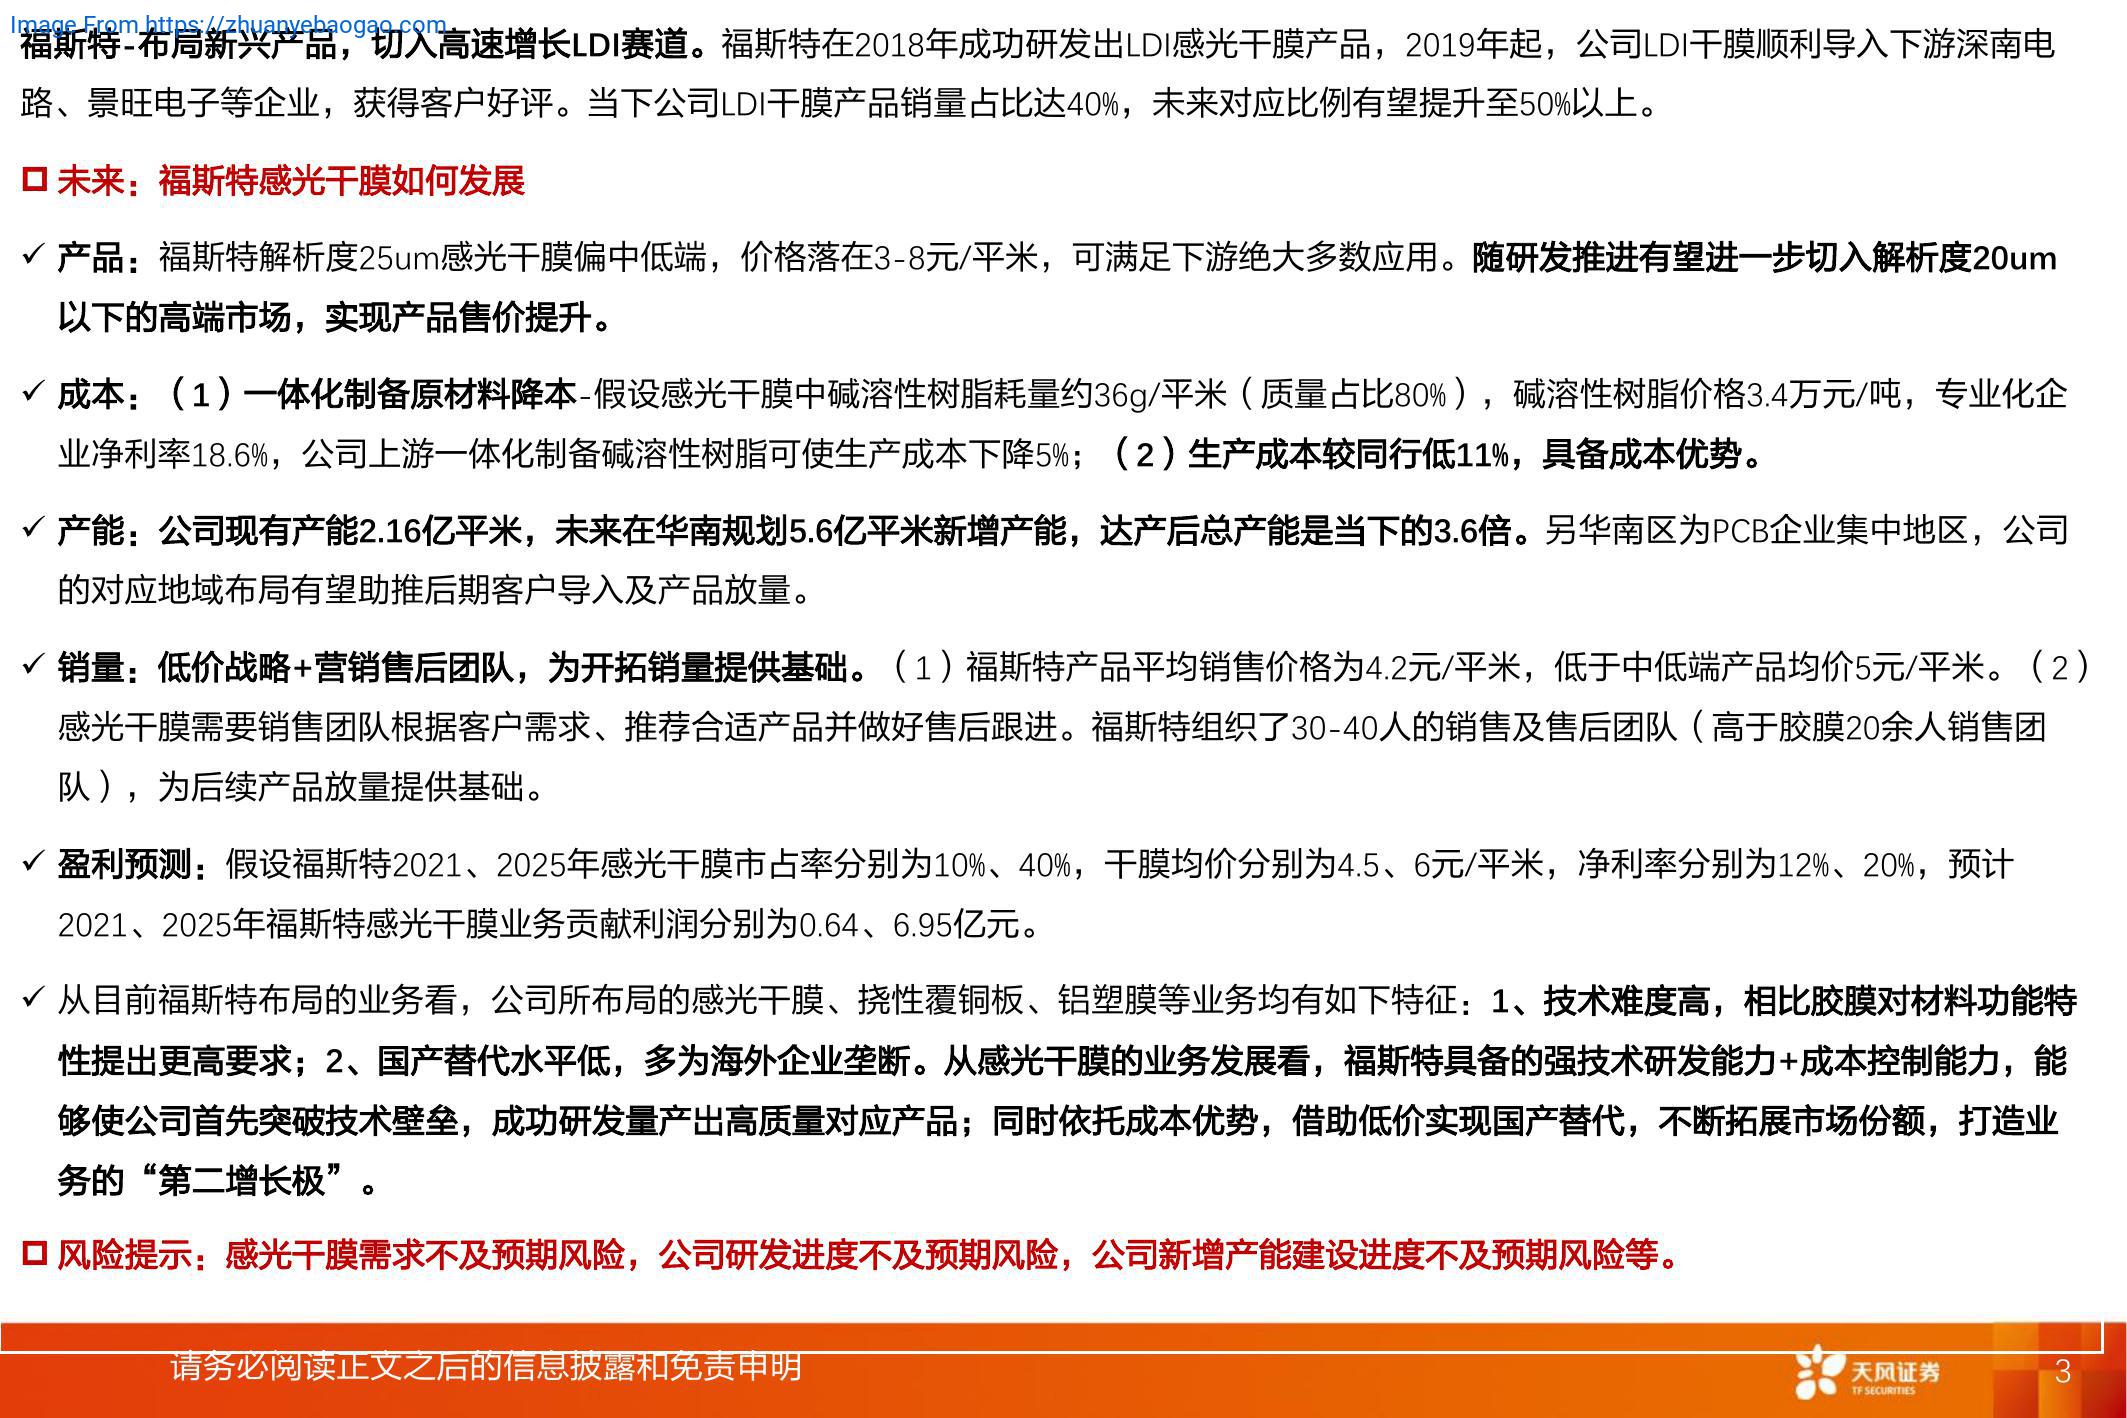 Image From https://zhuanyebaogao.com
福斯特-布局新兴产品，切入高速增长LDI赛道。福斯特在2018年成功研发出LDI感光干膜产品，2019年起，公司LDI干膜顺利导入下游深南电
路、景旺电子等企业，获得客户好评。当下公司LDI干膜产品销量占比达40%，未来对应比例有望提升至50%以上。
未来：福斯特感光干膜如何发展
✓ 产品：福斯特解析度25um感光干膜偏中低端，价格落在3-8元/平米，可满足下游绝大多数应用。随研发推进有望进一步切入解析度20um
以下的高端市场，实现产品售价提升。
✓ 成本：（1）一体化制备原材料降本-假设感光干膜中碱溶性树脂耗量约36g/平米（质量占比80%），碱溶性树脂价格3.4万元/吨，专业化企
业净利率18.6%，公司上游一体化制备碱溶性树脂可使生产成本下降5%；（2）生产成本较同行低11%，具备成本优势。
✓ 产能：公司现有产能2.16亿平米，未来在华南规划5.6亿平米新增产能，达产后总产能是当下的3.6倍。另华南区为PCB企业集中地区，公司
的对应地域布局有望助推后期客户导入及产品放量。
✓ 销量：低价战略+营销售后团队，为开拓销量提供基础。（1）福斯特产品平均销售价格为4.2元/平米，低于中低端产品均价5元/平米。（2）
感光干膜需要销售团队根据客户需求、推荐合适产品并做好售后跟进。福斯特组织了30-40人的销售及售后团队（高于胶膜20余人销售团
队），为后续产品放量提供基础。
✓ 盈利预测：假设福斯特2021、2025年感光干膜市占率分别为10%、40%，干膜均价分别为4.5、6元/平米，净利率分别为12%、20%，预计
2021、2025年福斯特感光干膜业务贡献利润分别为0.64、6.95亿元。
✓ 从目前福斯特布局的业务看，公司所布局的感光干膜、挠性覆铜板、铝塑膜等业务均有如下特征：1、技术难度高，相比胶膜对材料功能特
性提出更高要求；2、国产替代水平低，多为海外企业垄断。从感光干膜的业务发展看，福斯特具备的强技术研发能力+成本控制能力，能
够使公司首先突破技术壁垒，成功研发量产出高质量对应产品；同时依托成本优势，借助低价实现国产替代，不断拓展市场份额，打造业
务的“第二增长极”。
风险提示：感光干膜需求不及预期风险，公司研发进度不及预期风险，公司新增产能建设进度不及预期风险等。
请务必阅读正文之后的信息披露和免责申明
天风证券
TF SECURITIES
3